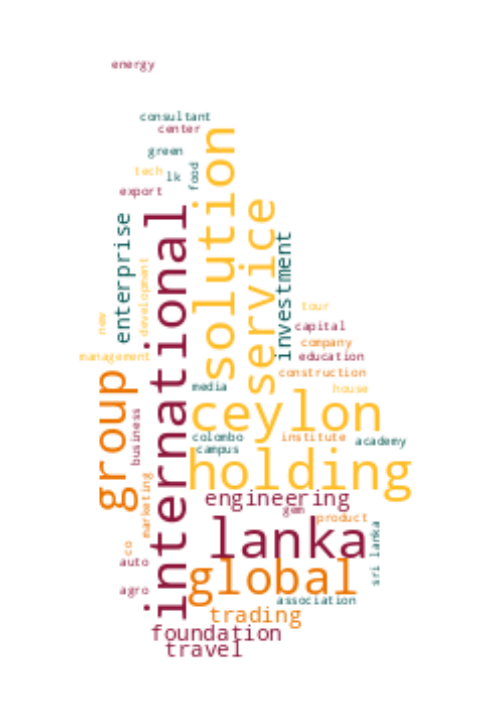 energy
consultant
center
green
tech
lk
food
export
solution
international
service
enterprise
investment
development
new
tour
capital
company
management
education
construction
group
media
house
ceylon
business
colombo
institute
academy
campus
holding
marketing
engineering
gem
product
lanka
sri lanka
co
auto
global
agro
association
trading
foundation
travel